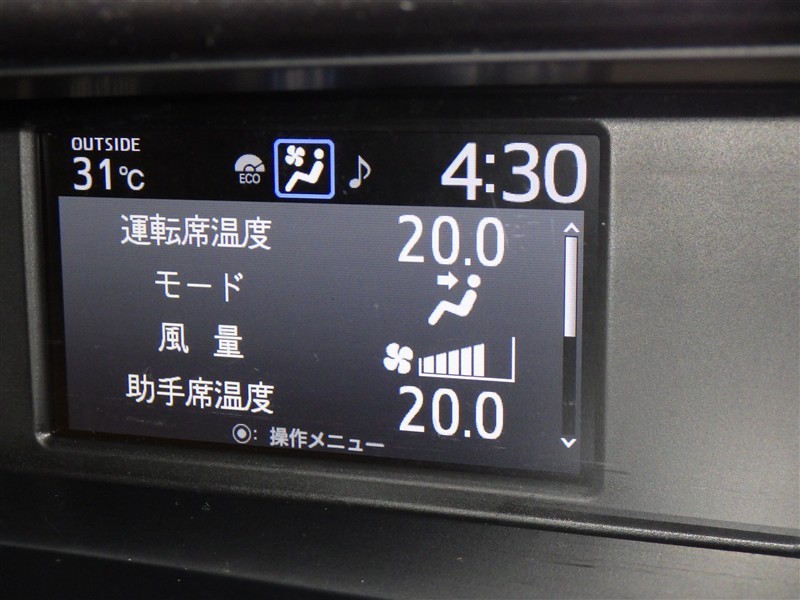 OUTSIDE
31℃
ECO
4:30
運転席温度 20.0
モード
風 量
助手席温度 20.0
: 操作メニュー